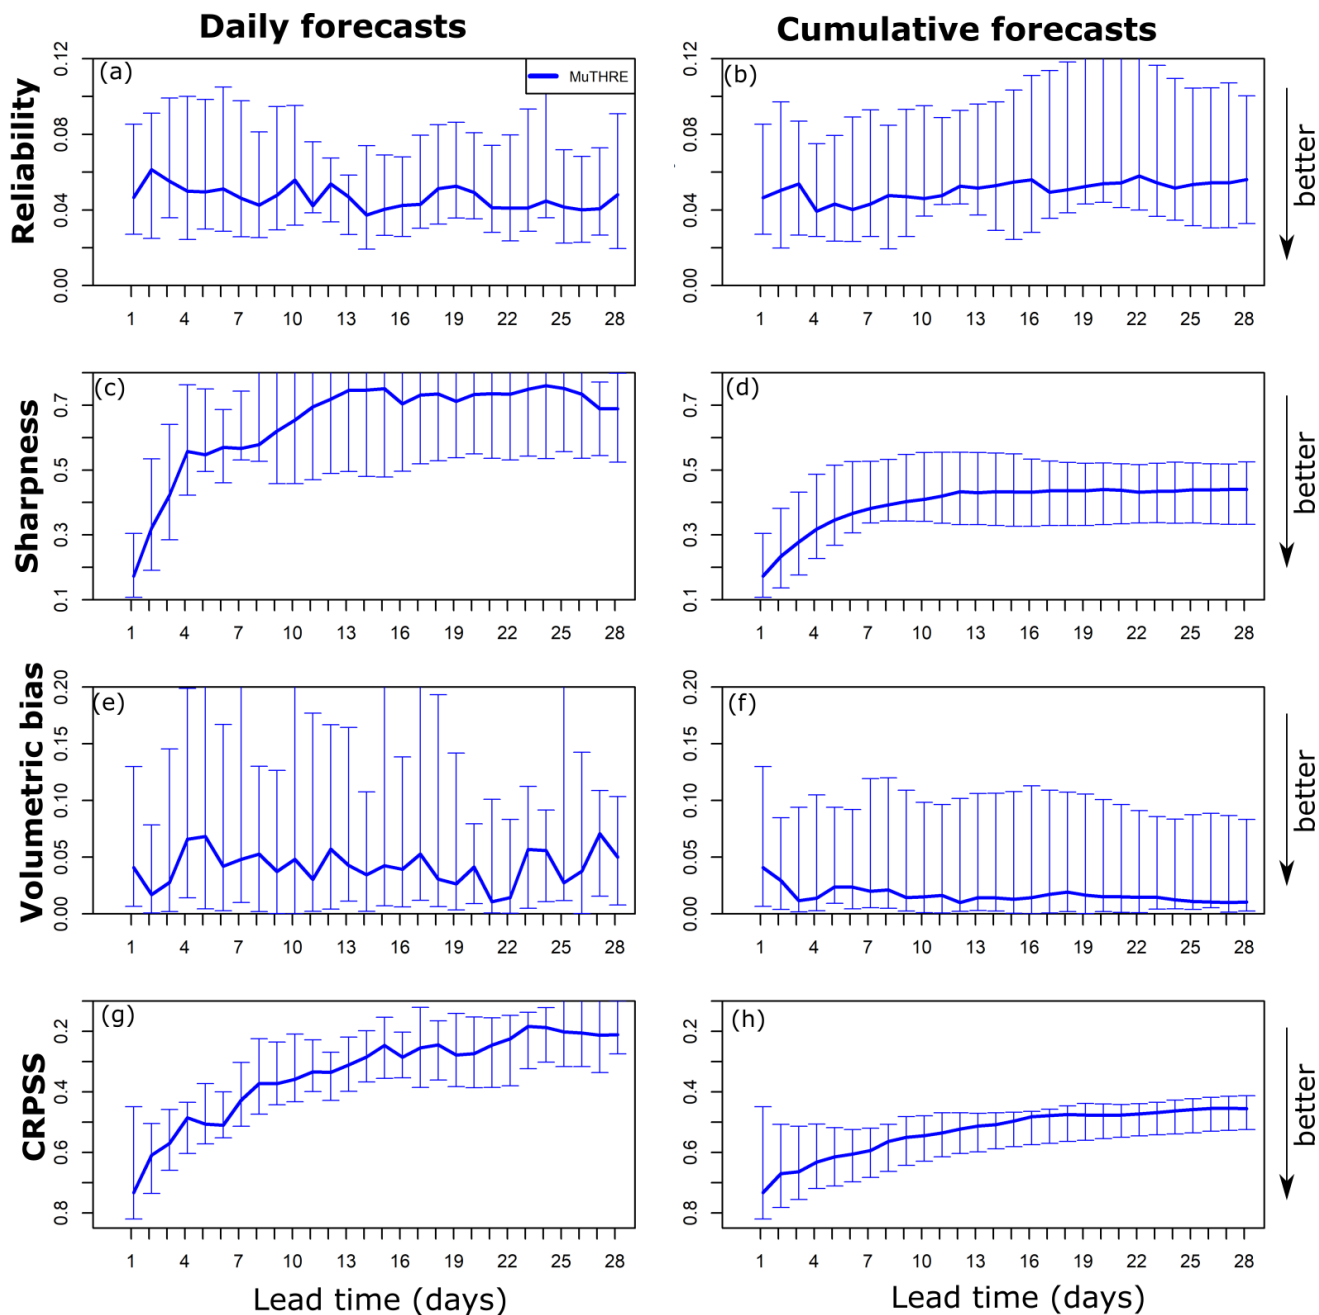 Daily forecasts
Cumulative forecasts
Reliability
(a)
MuTHRE
0.12
0.08
0.04
0.00
1 4 7 10 13 16 19 22 25 28
(b)
0.12
0.08
0.04
0.00
1 4 7 10 13 16 19 22 25 28
better
Sharpness
(c)
0.7
0.5
0.3
0.1
1 4 7 10 13 16 19 22 25 28
(d)
0.7
0.5
0.3
0.1
1 4 7 10 13 16 19 22 25 28
better
Volumetric bias
(e)
0.20
0.15
0.10
0.05
0.00
1 4 7 10 13 16 19 22 25 28
(f)
0.20
0.15
0.10
0.05
0.00
1 4 7 10 13 16 19 22 25 28
better
CRPSS
(g)
0.2
0.4
0.6
0.8
1 4 7 10 13 16 19 22 25 28
Lead time (days)
(h)
0.2
0.4
0.6
0.8
1 4 7 10 13 16 19 22 25 28
Lead time (days)
better